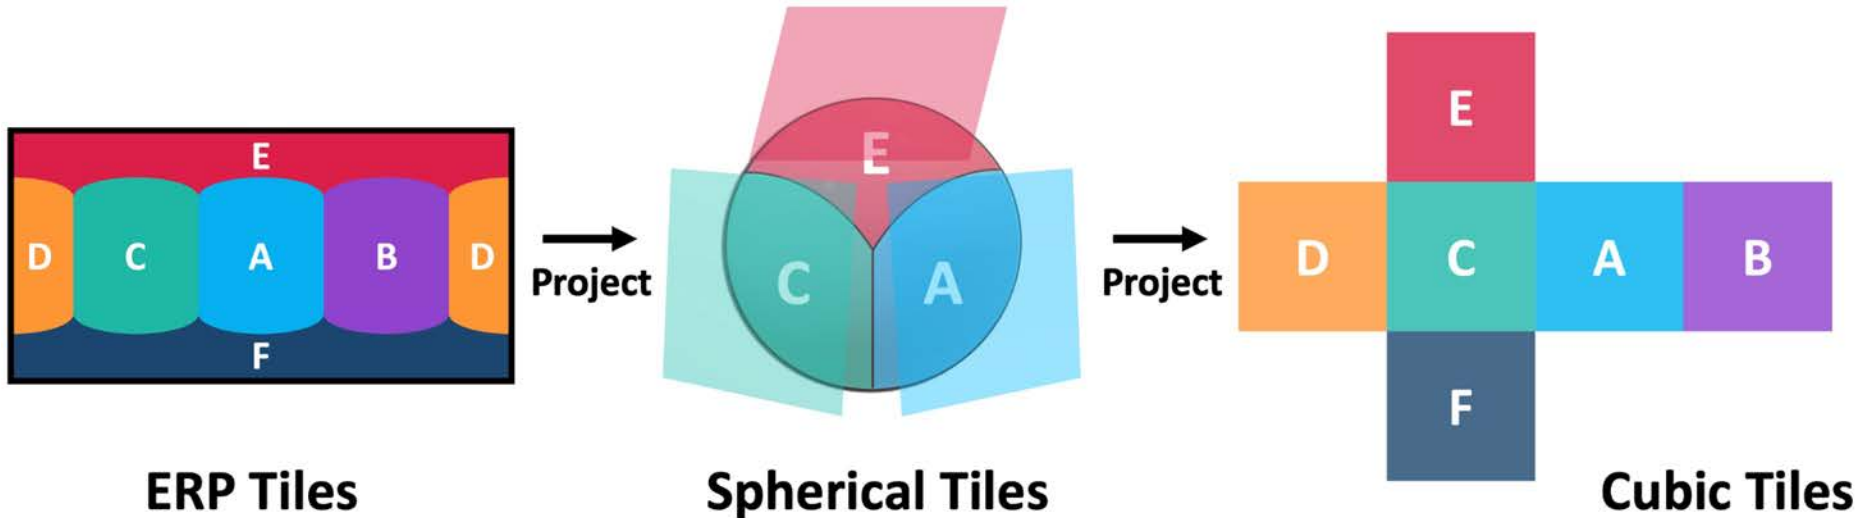 E
D C A B D
F
ERP Tiles
Project
E
C A
Spherical Tiles
Project
E
D C A B
F
Cubic Tiles